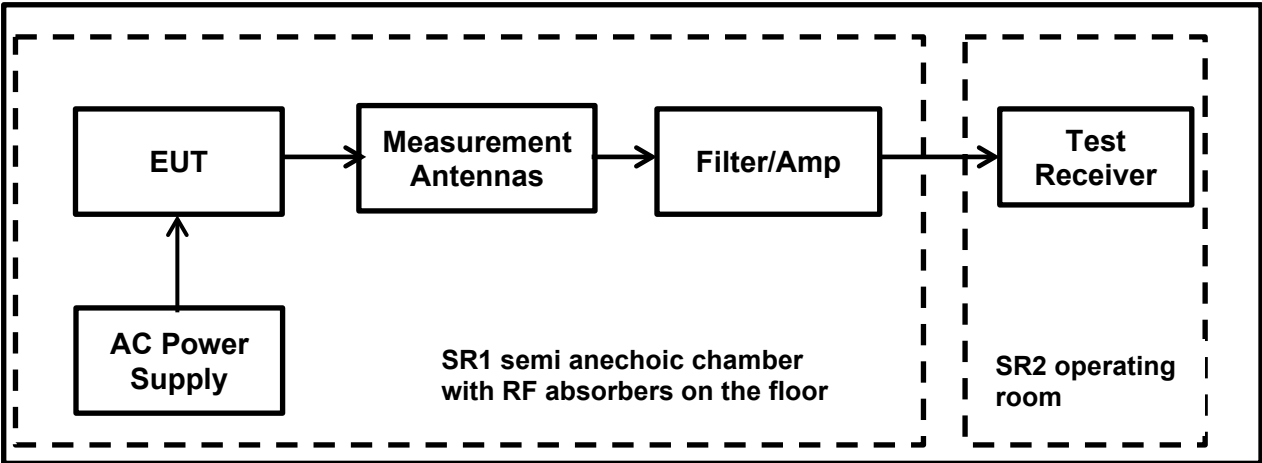 EUT
Measurement
Antennas
Filter/Amp
Test
Receiver
AC Power
Supply
SR1 semi anechoic chamber
with RF absorbers on the floor
SR2 operating
room